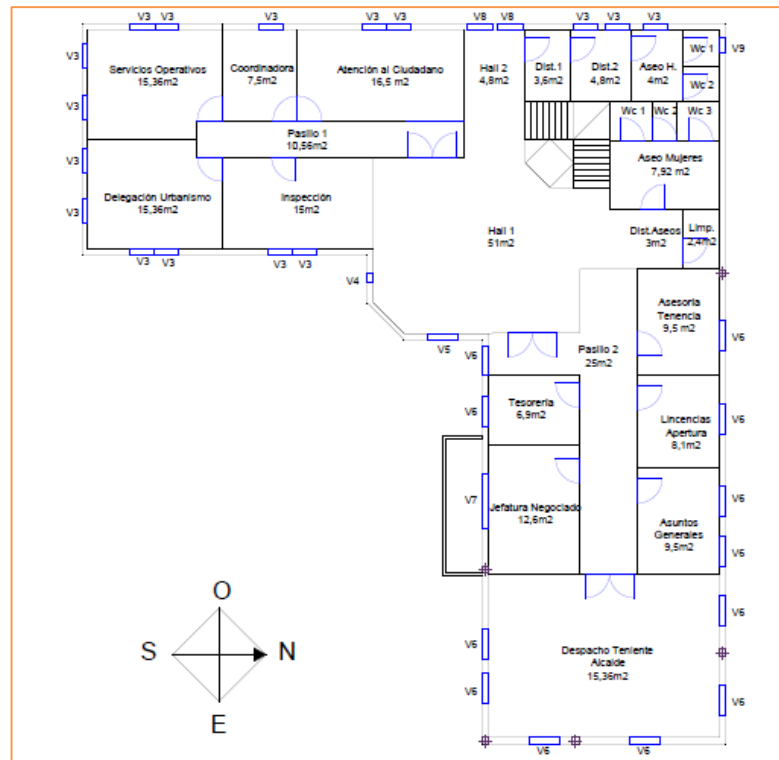 V3 V3
V3
V3 V3
V8 V8
V3 V3
V3
V3
V9
Servicios Operativos
15,36m2
Coordinadora
7,5m2
Atención al Ciudadano
16,5 m2
Hall 2
4,8m2
Dist.1
3,6m2
Dist.2
4,8m2
Aseo H.
4m2
Wc 1
Wc 2
V3
Wc 1
Wc 2
Wc 3
Pasillo 1
10,56m2
V3
Aseo Mujeres
7,92 m2
Delegación Urbanismo
15,36m2
Inspección
15m2
V3
Hall 1
51m2
Dist.Aseos
3m2
Limp.
2,4m2
V3 V3
V3 V3
V4
Asesoria
Tenencia
9,5 m2
V5
V6
V6
Pasillo 2
25m2
Tesorería
6,9m2
V6
Lincencias
Apertura
8,1m2
V6
V7
Jefatura Negociado
12,6m2
Asuntos
Generales
9,5m2
V6
V6
O
S
N
E
V6
Despacho Teniente
Alcalde
15,36m2
V6
V6
V6
V6
V6